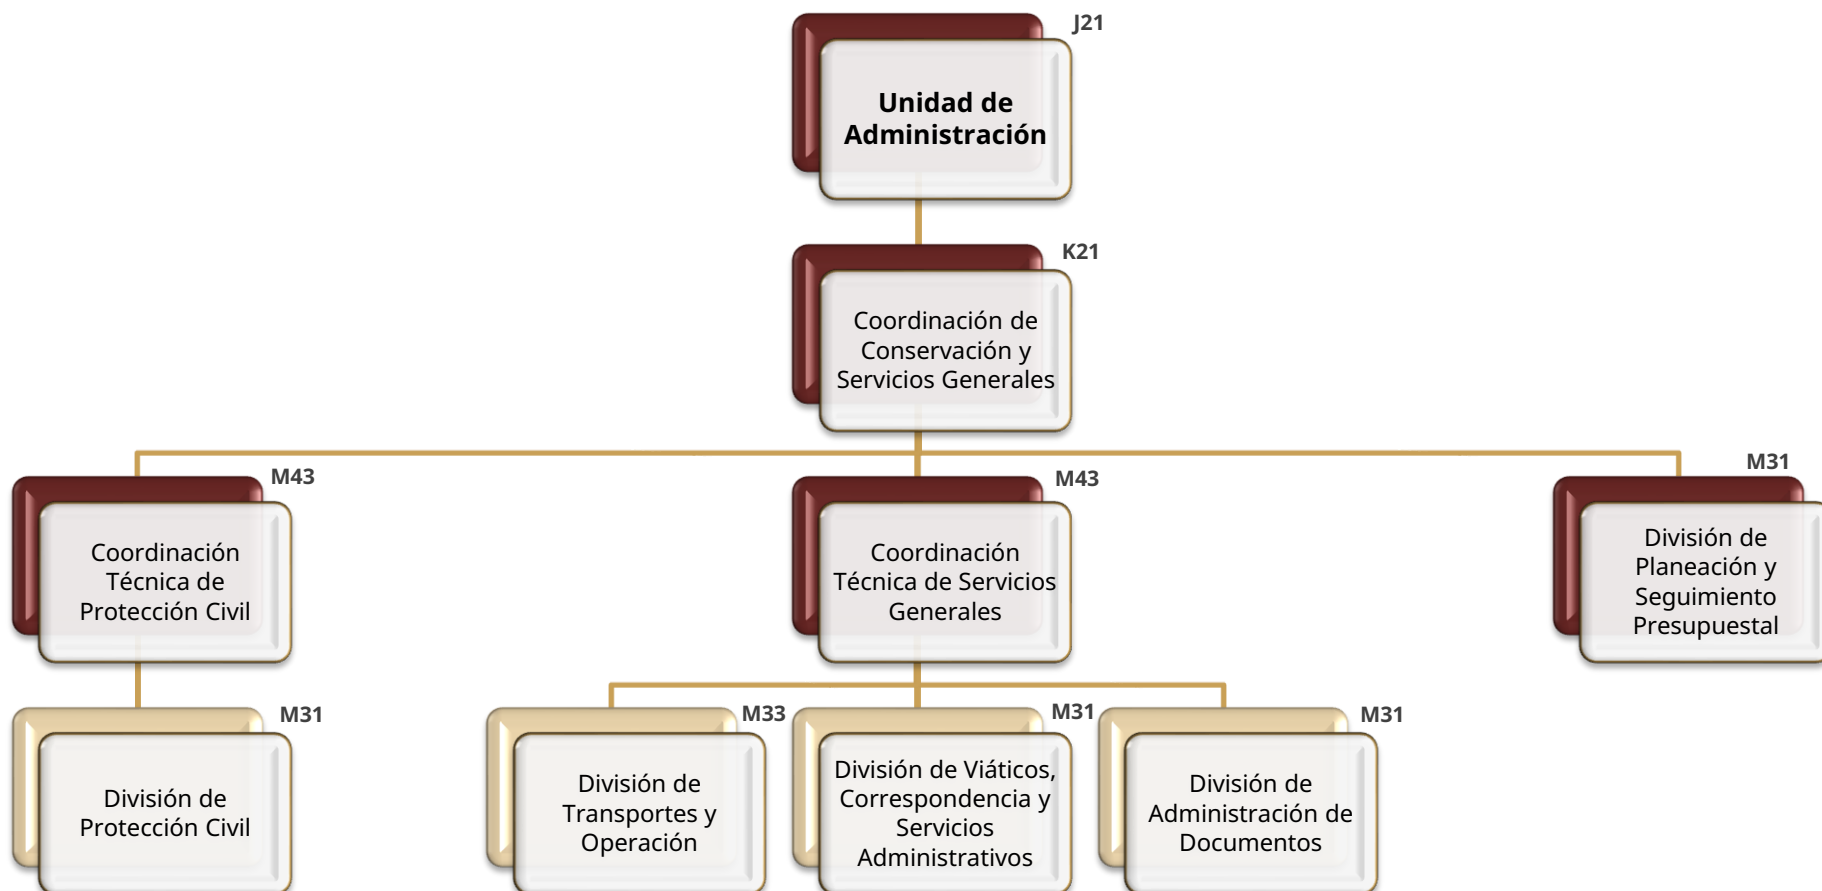 J21
Unidad de
Administración
K21
Coordinación de
Conservación y
Servicios Generales
M43
Coordinación
Técnica de
Protección Civil
M43
Coordinación
Técnica de Servicios
Generales
M31
División de
Planeación y
Seguimiento
Presupuestal
M31
División de
Protección Civil
M33
División de
Transportes y
Operación
M31
División de Viáticos,
Correspondencia y
Servicios
Administrativos
M31
División de
Administración de
Documentos